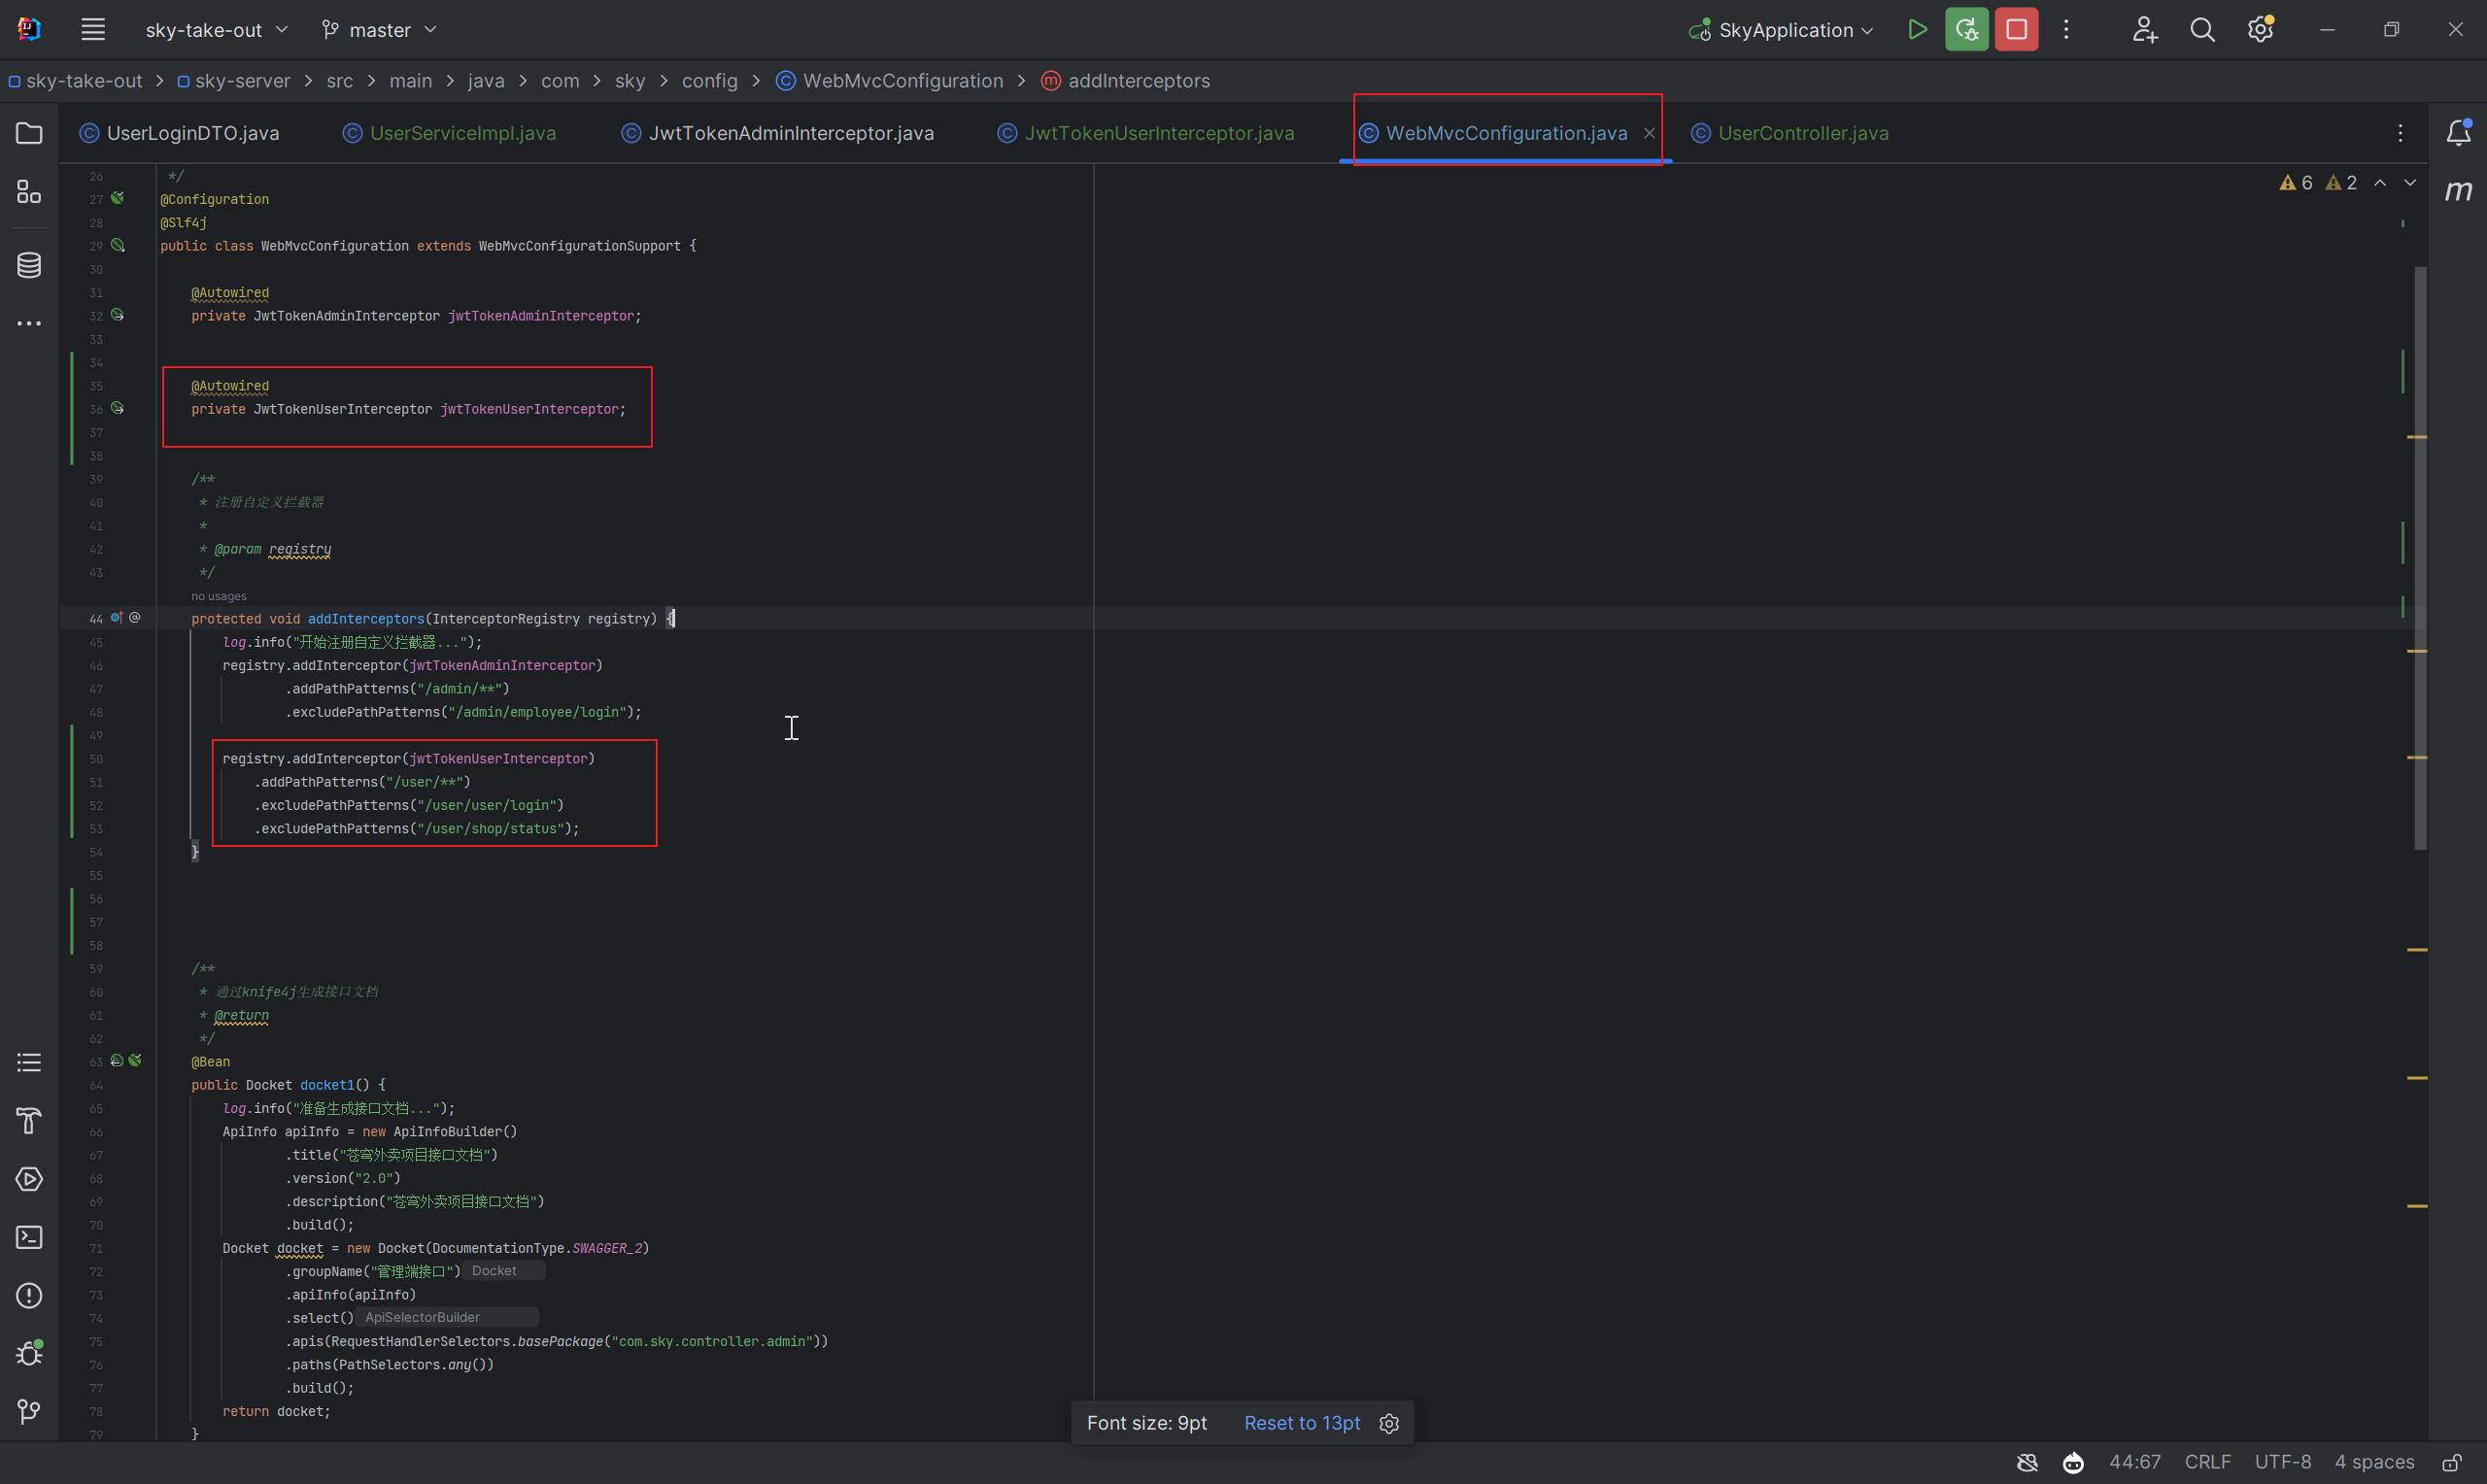 sky-take-out master SkyApplication
sky-take-out > sky-server > src > main > java > com > sky > config > WebMvcConfiguration > addInterceptors
UserLoginDTO.java UserServiceImpl.java JwtTokenAdminInterceptor.java JwtTokenUserInterceptor.java WebMvcConfiguration.java UserController.java
6 2
26 */
27 @Configuration
28 @Slf4j
29 public class WebMvcConfiguration extends WebMvcConfigurationSupport {
30
31 @Autowired
32 private JwtTokenAdminInterceptor jwtTokenAdminInterceptor;
33
34
35 @Autowired
36 private JwtTokenUserInterceptor jwtTokenUserInterceptor;
37
38
39 /**
40 * 注册自定义拦截器
41 *
42 * @param registry
43 */
no usages
44 protected void addInterceptors(InterceptorRegistry registry) {
45 log.info("开始注册自定义拦截器...");
46 registry.addInterceptor(jwtTokenAdminInterceptor)
47 .addPathPatterns("/admin/**")
48 .excludePathPatterns("/admin/employee/login");
49
50 registry.addInterceptor(jwtTokenUserInterceptor)
51 .addPathPatterns("/user/**")
52 .excludePathPatterns("/user/user/login")
53 .excludePathPatterns("/user/shop/status");
54 }
55
56
57
58
59 /**
60 * 通过knife4j生成接口文档
61 * @return
62 */
63 @Bean
64 public Docket docket1() {
65 log.info("准备生成接口文档...");
66 ApiInfo apiInfo = new ApiInfoBuilder()
67 .title("苍穹外卖项目接口文档")
68 .version("2.0")
69 .description("苍穹外卖项目接口文档")
70 .build();
71 Docket docket = new Docket(DocumentationType.SWAGGER_2)
72 .groupName("管理端接口") Docket
73 .apiInfo(apiInfo)
74 .select() ApiSelectorBuilder
75 .apis(RequestHandlerSelectors.basePackage("com.sky.controller.admin"))
76 .paths(PathSelectors.any())
77 .build();
78 return docket;
79 }
Font size: 9pt Reset to 13pt
44:67 CRLF UTF-8 4 spaces